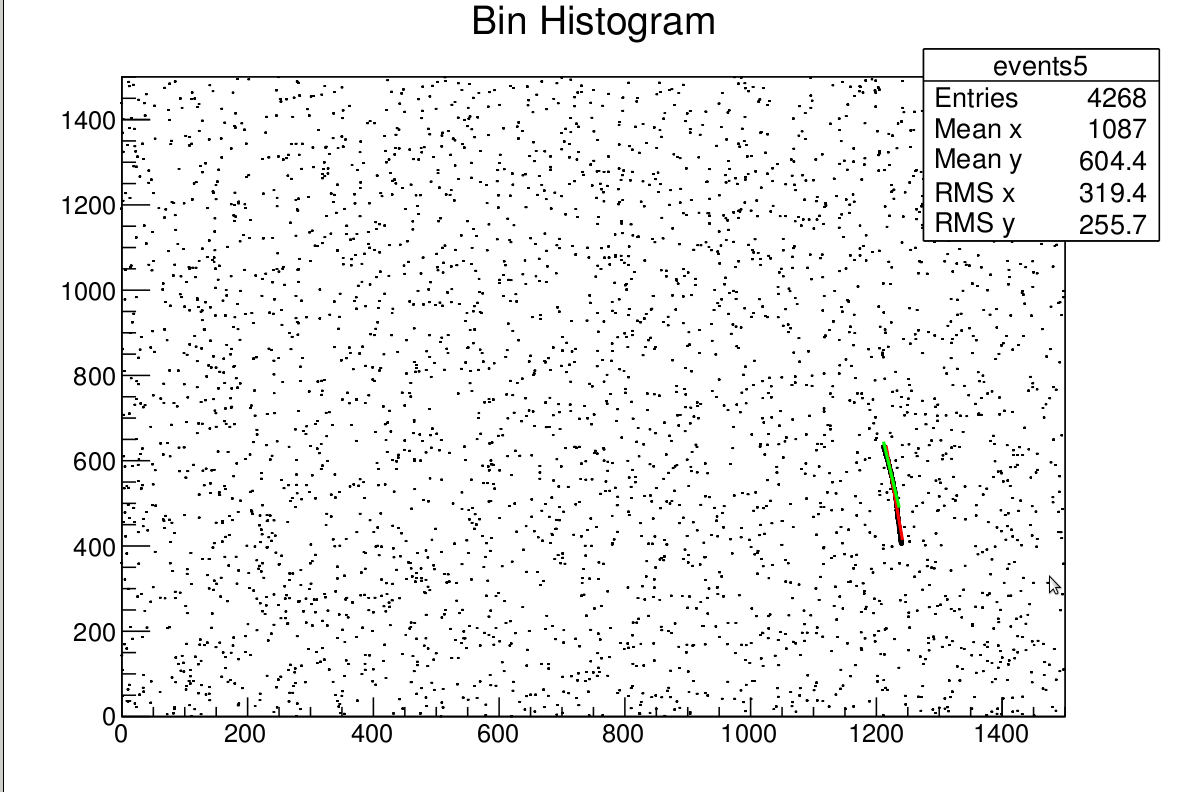 Bin Histogram
events5
Entries 4268
Mean x 1087
Mean y 604.4
RMS x 319.4
RMS y 255.7
1400
1200
1000
800
600
400
200
0
0 200 400 600 800 1000 1200 1400